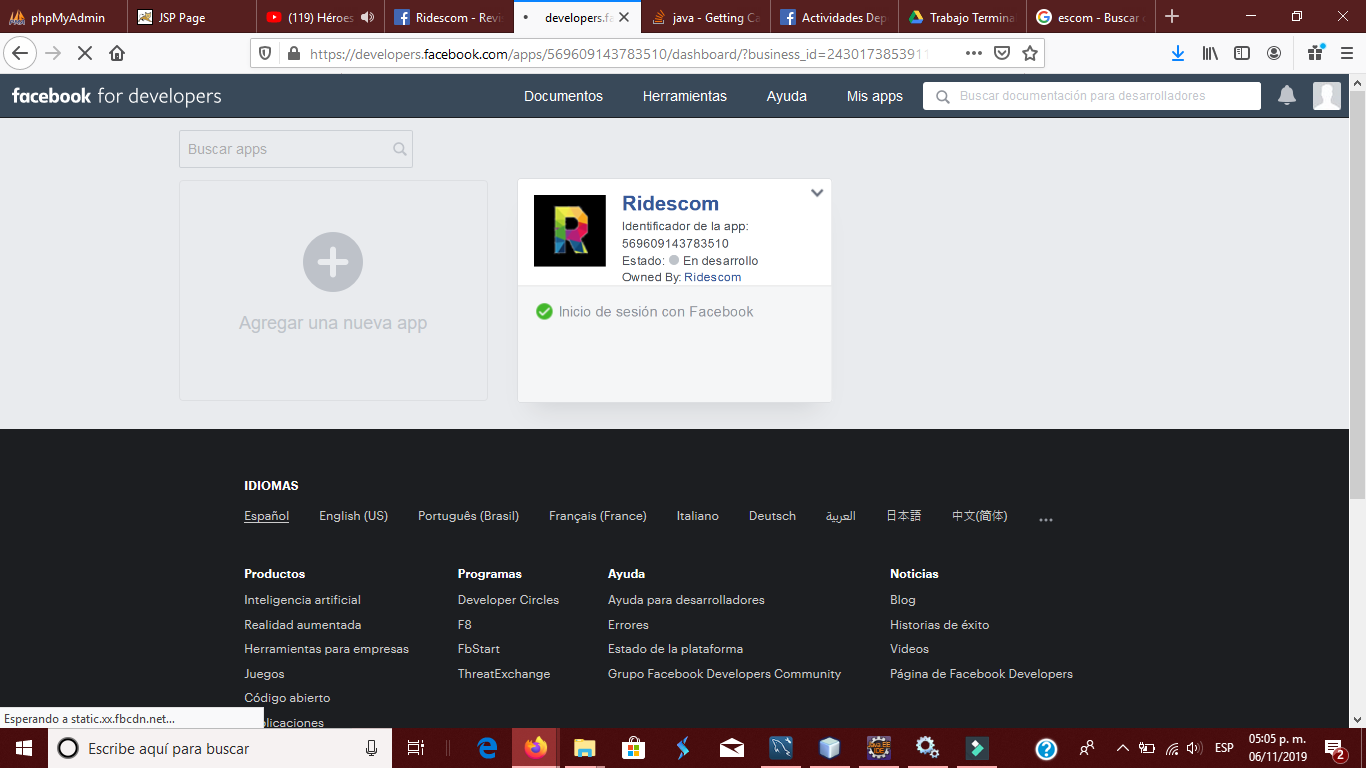 phpMyAdmin
JSP Page
(119) Héroes
Ridescom - Revi
developers.fa
java - Getting Ca
Actividades Dep
Trabajo Termina
escom - Buscar
https://developers.facebook.com/apps/569609143783510/dashboard/?business_id=243017385391
facebook for developers
Documentos
Herramientas
Ayuda
Mis apps
Buscar documentación para desarrolladores
Buscar apps
Agregar una nueva app
Ridescom
Identificador de la app:
569609143783510
Estado: En desarrollo
Owned By: Ridescom
Inicio de sesión con Facebook
IDIOMAS
Español English (US) Português (Brasil) Français (France) Italiano Deutsch العربية 日本語 中文(简体) ...
Productos
Inteligencia artificial
Realidad aumentada
Herramientas para empresas
Juegos
Código abierto
Programas
Developer Circles
F8
FbStart
ThreatExchange
Ayuda
Ayuda para desarrolladores
Errores
Estado de la plataforma
Grupo Facebook Developers Community
Noticias
Blog
Historias de éxito
Videos
Página de Facebook Developers
Esperando a static.xx.fbcdn.net...
Escribe aquí para buscar
ESP
05:05 p. m.
06/11/2019
2